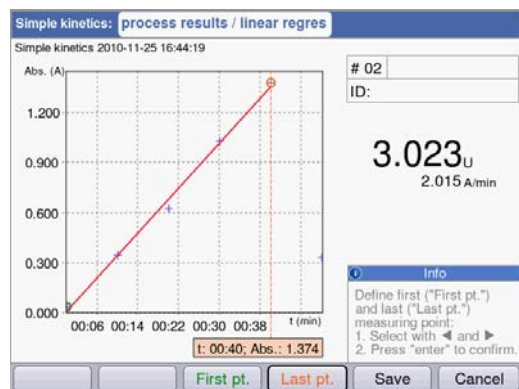 Simple kinetics: process results / linear regres
Simple kinetics 2010-11-25 16:44:19
Abs. (A)
1.200
0.900
0.600
0.300
0.000
00:06 00:14 00:22 00:30 00:38 t (min)
t: 00:40; Abs.: 1.374
# 02
ID:
3.023 U
2.015 A/min
Info
Define first ("First pt.")
and last ("Last pt.")
measuring point:
1. Select with ◀ and ▶
2. Press "enter" to confirm.
First pt. Last pt. Save Cancel